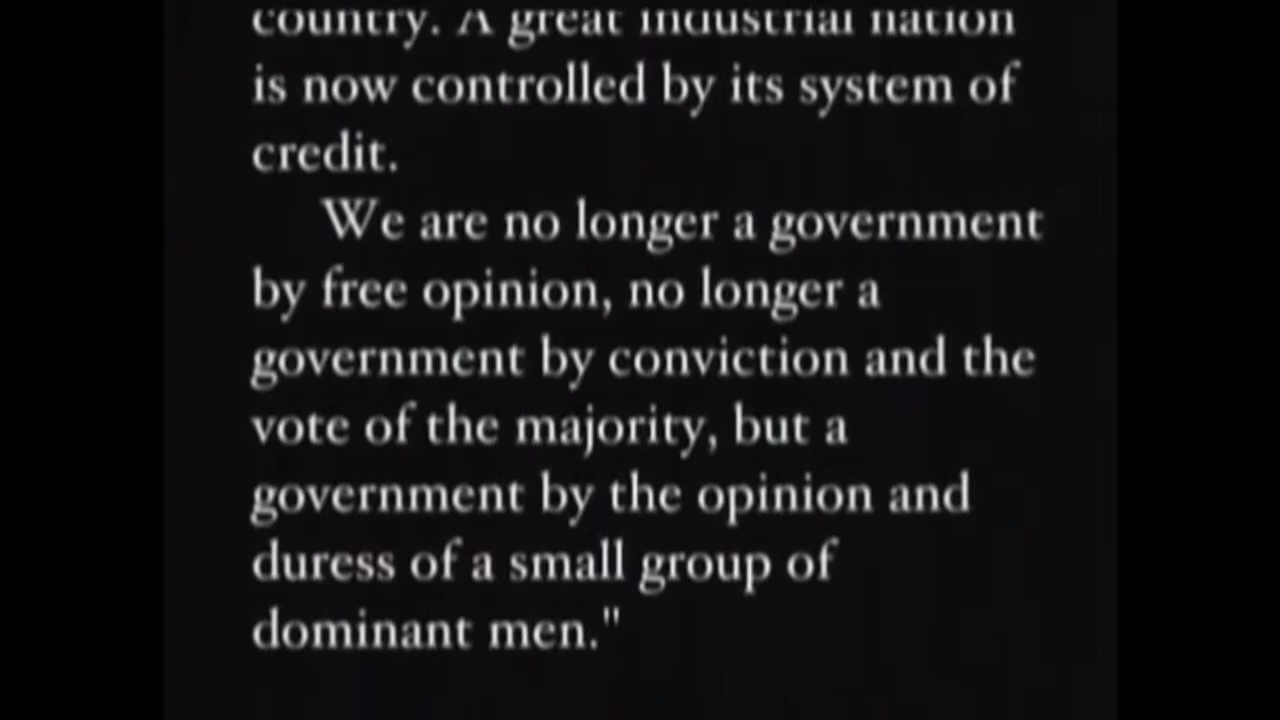 country. A great industrial nation
is now controlled by its system of
credit.
We are no longer a government
by free opinion, no longer a
government by conviction and the
vote of the majority, but a
government by the opinion and
duress of a small group of
dominant men."